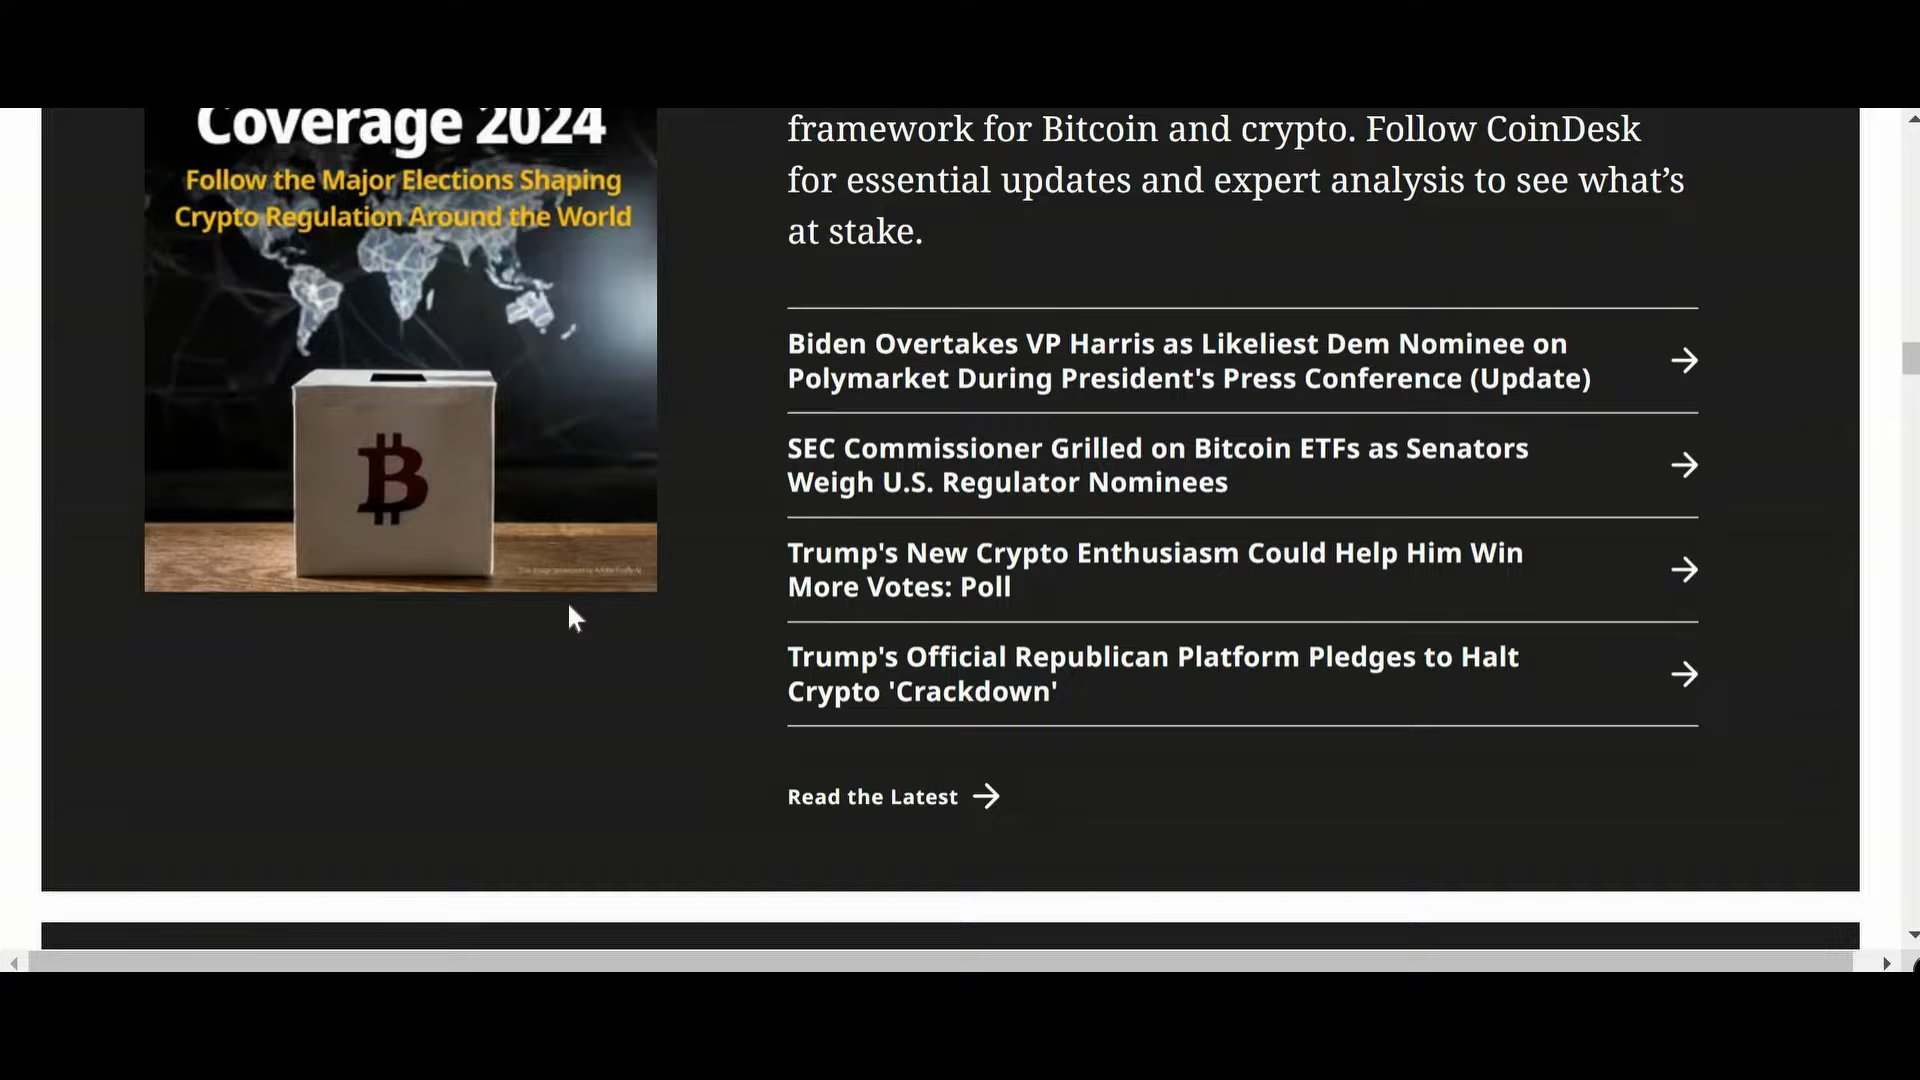 Coverage 2024
Follow the Major Elections Shaping
Crypto Regulation Around the World
framework for Bitcoin and crypto. Follow CoinDesk
for essential updates and expert analysis to see what’s
at stake.
Biden Overtakes VP Harris as Likeliest Dem Nominee on
Polymarket During President's Press Conference (Update)
SEC Commissioner Grilled on Bitcoin ETFs as Senators
Weigh U.S. Regulator Nominees
Trump's New Crypto Enthusiasm Could Help Him Win
More Votes: Poll
Trump's Official Republican Platform Pledges to Halt
Crypto 'Crackdown'
Read the Latest